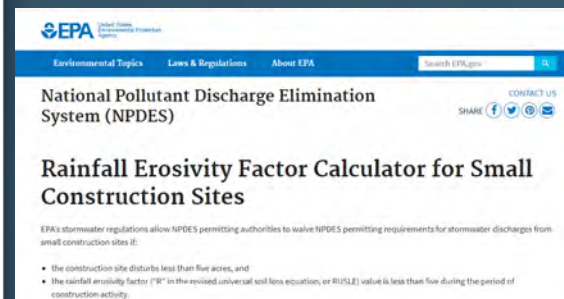 EPA United States
Environmental Protection
Agency
Environmental Topics Laws & Regulations About EPA Search EPA.gov
National Pollutant Discharge Elimination
System (NPDES)
CONTACT US
SHARE
Rainfall Erosivity Factor Calculator for Small
Construction Sites
EPA's stormwater regulations allow NPDES permitting authorities to waive NPDES permitting requirements for stormwater discharges from
small construction sites if:
• the construction site disturbs less than five acres, and
• the rainfall erosivity factor ("R" in the revised universal soil loss equation, or RUSLE) value is less than five during the period of
construction activity.